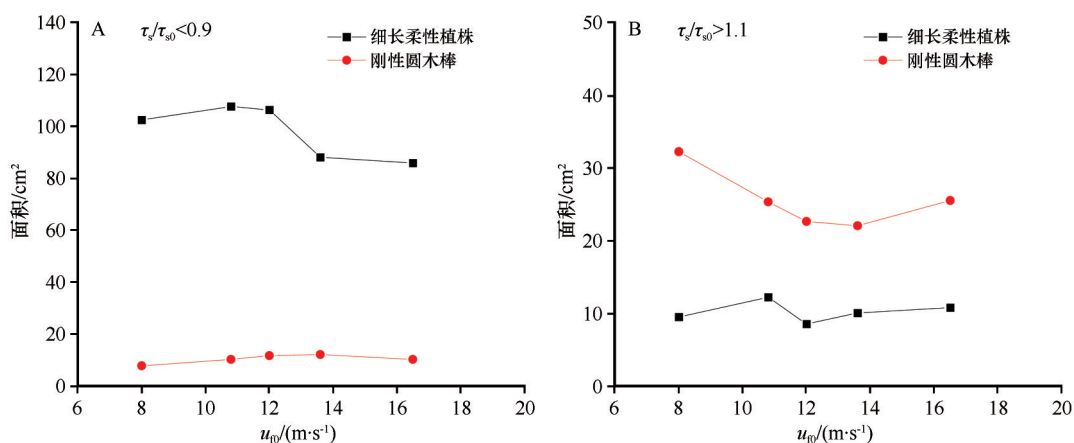 A τs/τs0<0.9
细长柔性植株
刚性圆木棒
140
120
100
80
60
40
20
0
面积/cm²
6 8 10 12 14 16 18 20
uf0/(m·s⁻¹)
B τs/τs0>1.1
细长柔性植株
刚性圆木棒
50
40
30
20
10
0
面积/cm²
6 8 10 12 14 16 18 20
uf0/(m·s⁻¹)